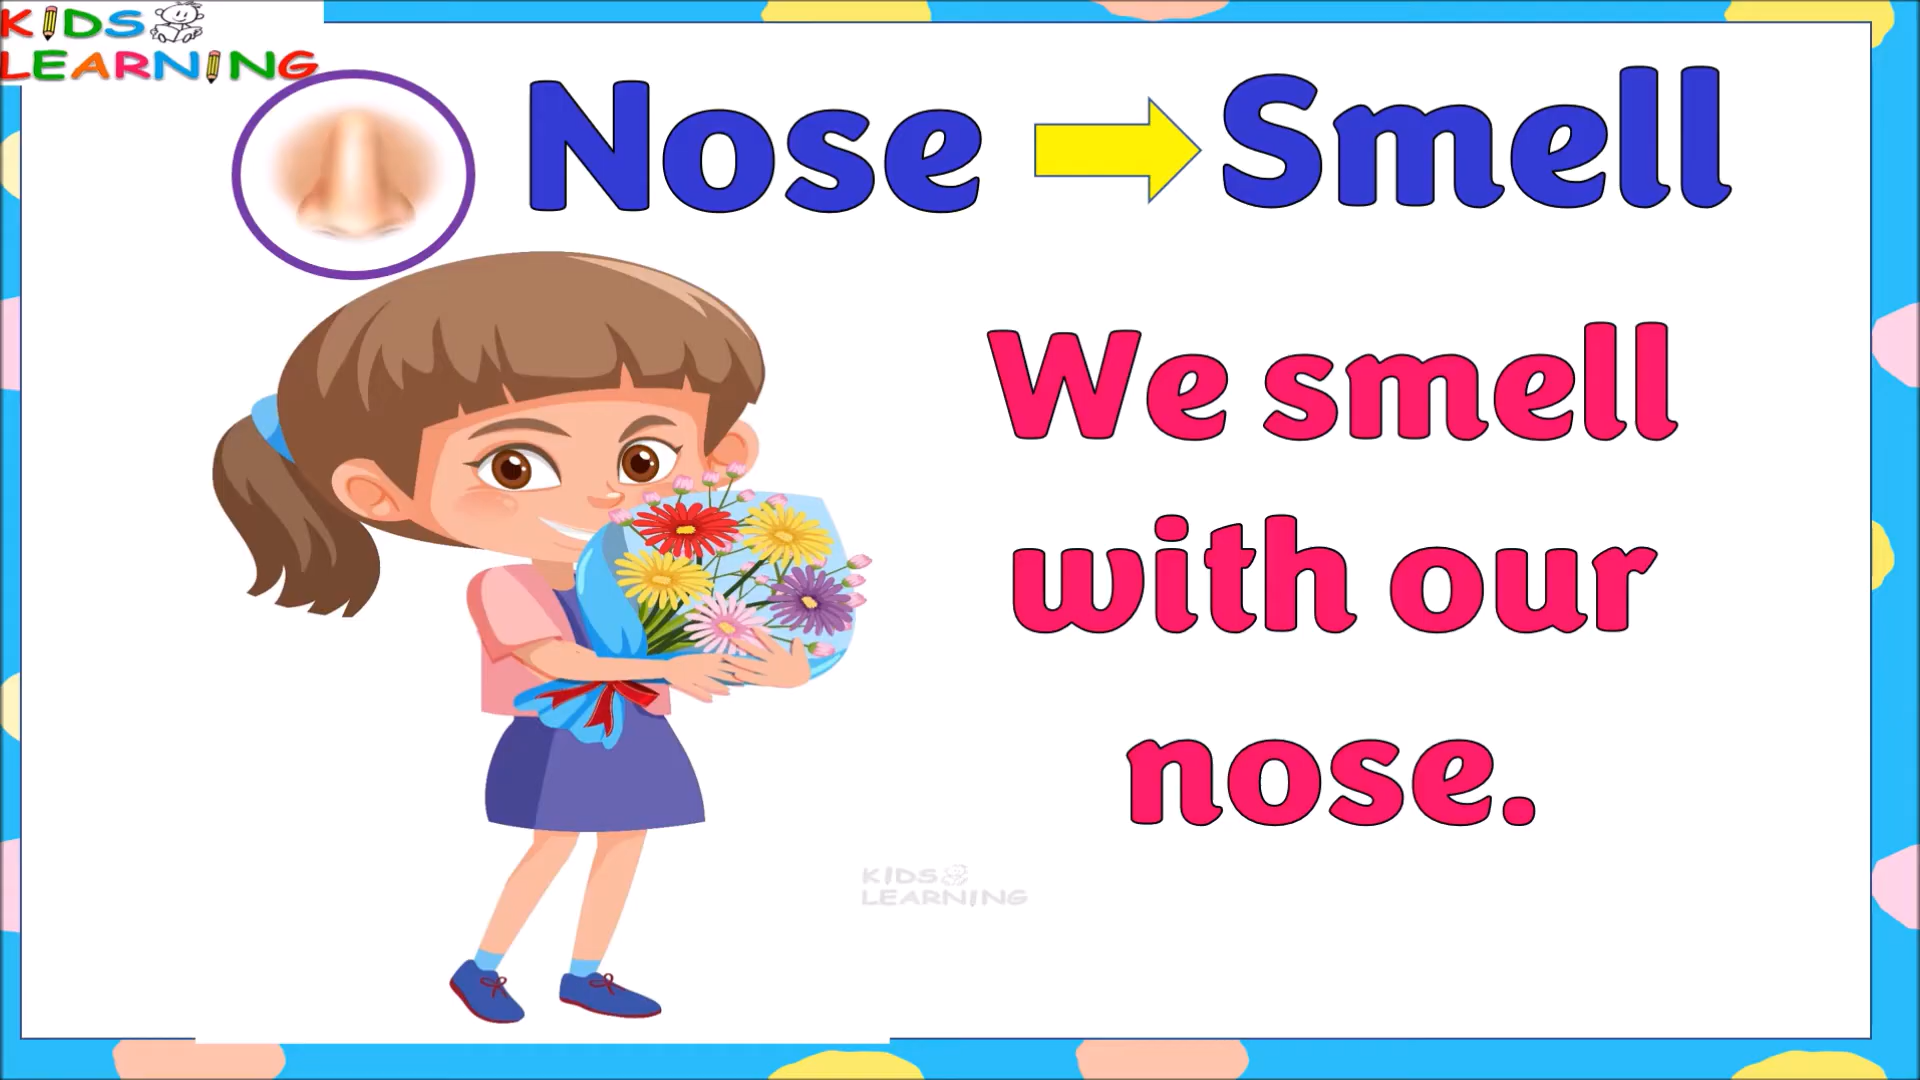 KIDS
LEARNING
Nose Smell
We smell
with our
nose.
KIDS
LEARNING